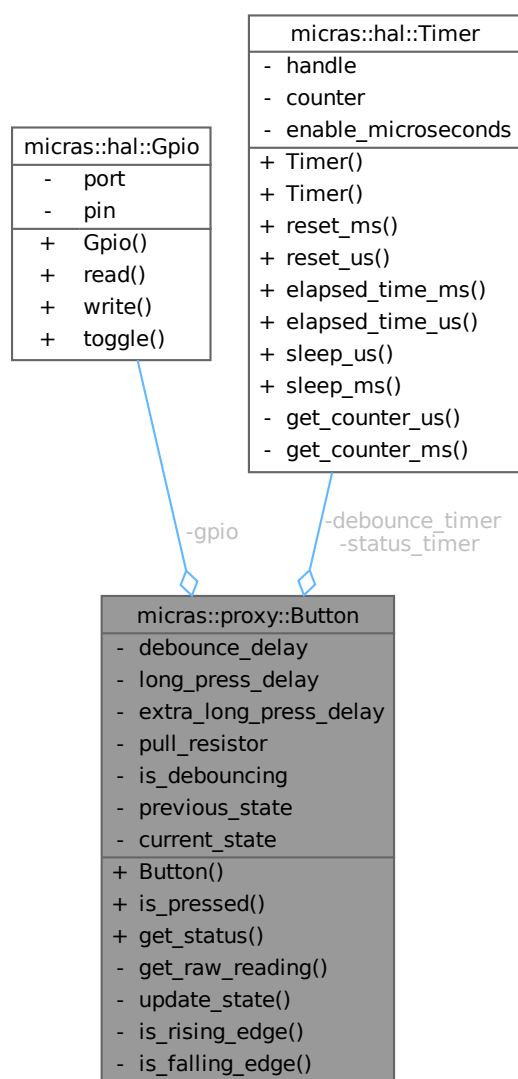 micras::hal::Timer
- handle
- counter
- enable_microseconds
+ Timer()
+ Timer()
+ reset_ms()
+ reset_us()
+ elapsed_time_ms()
+ elapsed_time_us()
+ sleep_us()
+ sleep_ms()
- get_counter_us()
- get_counter_ms()
micras::hal::Gpio
- port
- pin
+ Gpio()
+ read()
+ write()
+ toggle()
-gpio
-debounce_timer
-status_timer
micras::proxy::Button
- debounce_delay
- long_press_delay
- extra_long_press_delay
- pull_resistor
- is_debouncing
- previous_state
- current_state
+ Button()
+ is_pressed()
+ get_status()
- get_raw_reading()
- update_state()
- is_rising_edge()
- is_falling_edge()